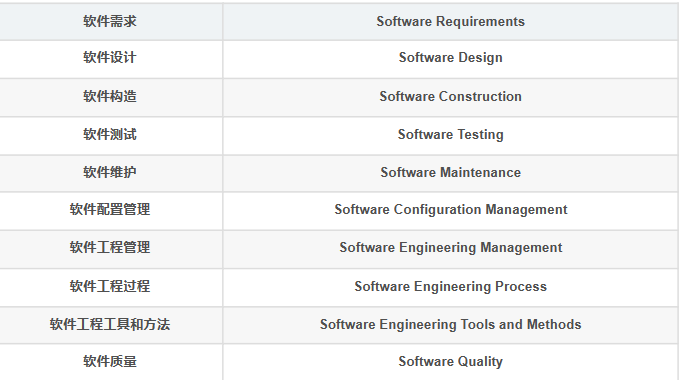 软件需求 Software Requirements
软件设计 Software Design
软件构造 Software Construction
软件测试 Software Testing
软件维护 Software Maintenance
软件配置管理 Software Configuration Management
软件工程管理 Software Engineering Management
软件工程过程 Software Engineering Process
软件工程工具和方法 Software Engineering Tools and Methods
软件质量 Software Quality